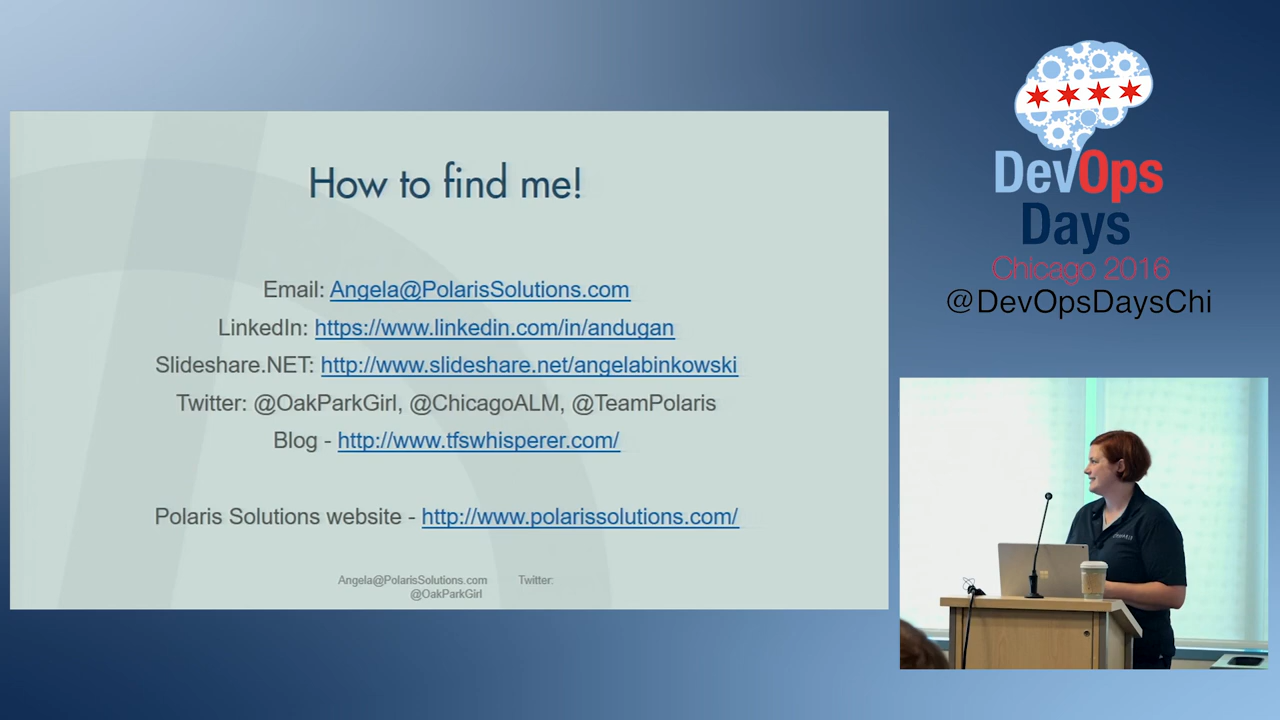 How to find me!
Email: Angela@PolarisSolutions.com
LinkedIn: https://www.linkedin.com/in/andugan
Slideshare.NET: http://www.slideshare.net/angelabinkowski
Twitter: @OakParkGirl, @ChicagoALM, @TeamPolaris
Blog - http://www.tfswhisperer.com/
Polaris Solutions website - http://www.polarissolutions.com/
Angela@PolarisSolutions.com Twitter:
@OakParkGirl
DevOps
Days
Chicago 2016
@DevOpsDaysChi